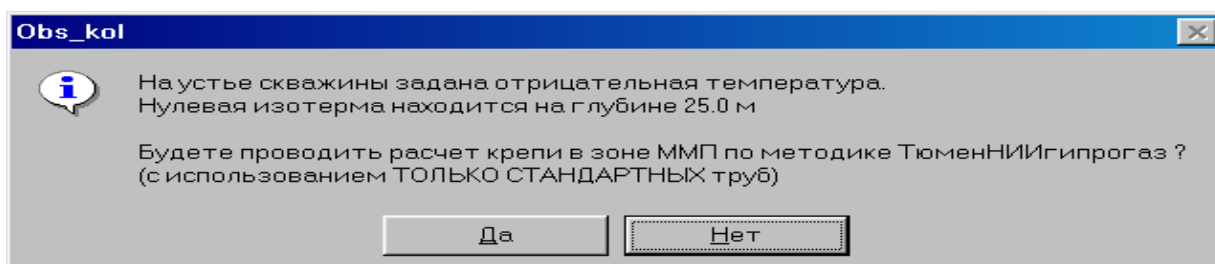 Obs_kol
На устье скважины задана отрицательная температура.
Нулевая изотерма находится на глубине 25.0 м
Будете проводить расчет крепи в зоне ММП по методике ТюменНИИгипрогаз ?
(с использованием ТОЛЬКО СТАНДАРТНЫХ труб)
Да
Нет